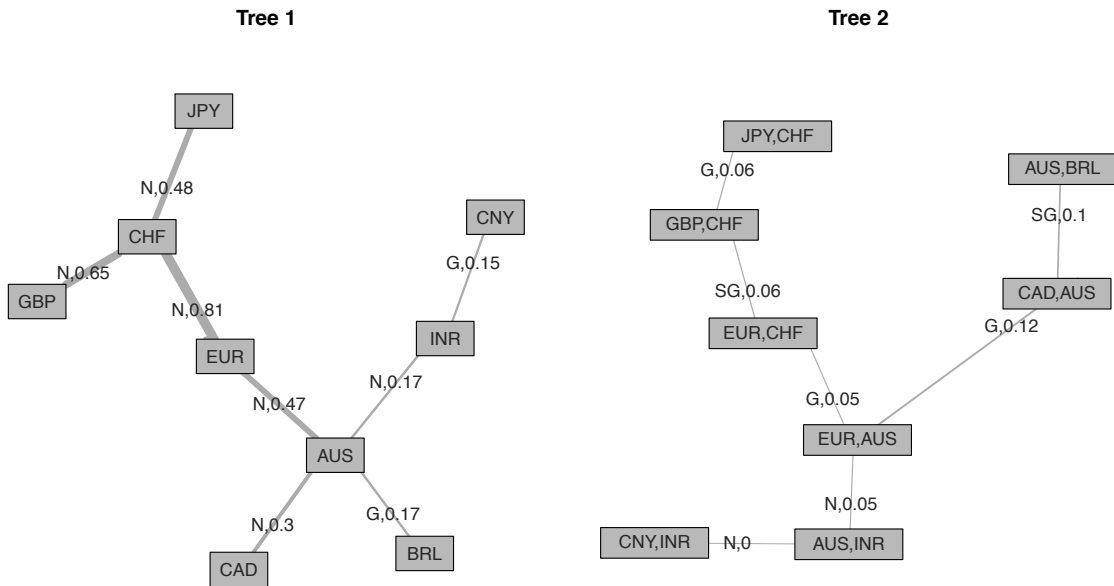 Tree 1
JPY
N,0.48
CHF
CNY
N,0.65
G,0.15
GBP
N,0.81
INR
EUR
N,0.17
N,0.47
AUS
G,0.17
N,0.3
BRL
CAD
Tree 2
JPY,CHF
G,0.06
AUS,BRL
GBP,CHF
SG,0.1
SG,0.06
CAD,AUS
EUR,CHF
G,0.12
G,0.05
EUR,AUS
N,0.05
CNY,INR
N,0
AUS,INR